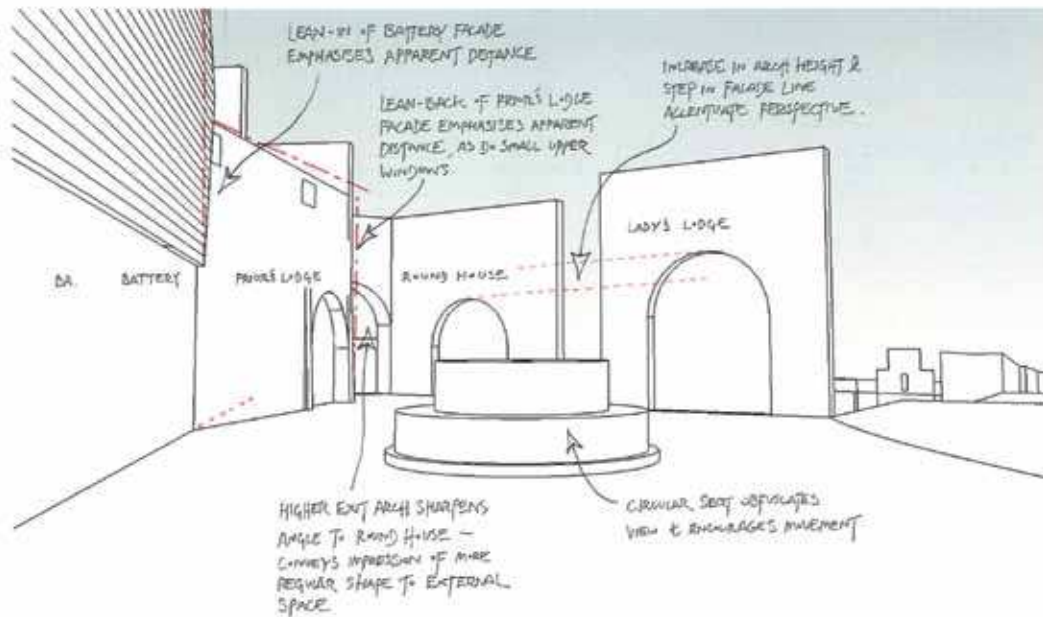 LEAN-IN OF BATTERY FACADE
EMPHASISES APPARENT DISTANCE
LEAN-BACK OF PRIOR'S LODGE
FACADE EMPHASISES APPARENT
DISTANCE, AS DO SMALL UPPER
WINDOWS
INCREASE IN ARCH HEIGHT &
STEP IN FACADE LINE
ACCENTUATE PERSPECTIVE.
BA. BATTERY
PRIOR'S LODGE
ROUND HOUSE
LADY'S LODGE
HIGHER EXIT ARCH SHARPENS
ANGLE TO ROUND HOUSE —
CONVEYS IMPRESSION OF MORE
REGULAR SHAPE TO EXTERNAL
SPACE
CIRCULAR SEAT OBFUSCATES
VIEW & ENCOURAGES MOVEMENT